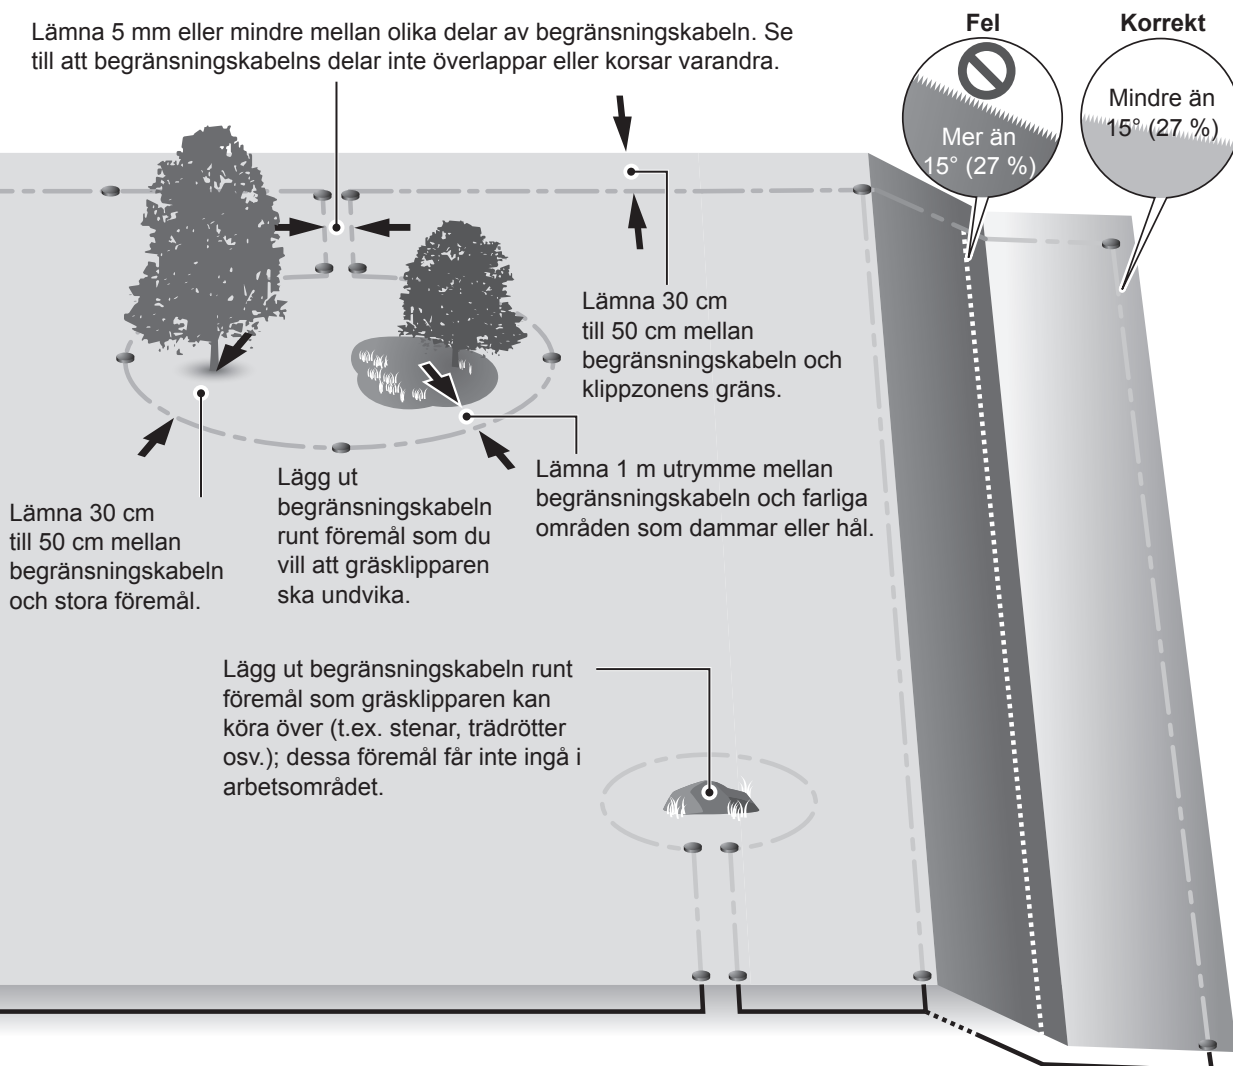 Lämna 5 mm eller mindre mellan olika delar av begränsningskabeln. Se
till att begränsningskabelns delar inte överlappar eller korsar varandra.
Fel
Mer än
15° (27 %)
Korrekt
Mindre än
15° (27 %)
Lämna 30 cm
till 50 cm mellan
begränsningskabeln och
klippzonens gräns.
Lämna 30 cm
till 50 cm mellan
begränsningskabeln
och stora föremål.
Lägg ut
begränsningskabeln
runt föremål som du
vill att gräsklipparen
ska undvika.
Lämna 1 m utrymme mellan
begränsningskabeln och farliga
områden som dammar eller hål.
Lägg ut begränsningskabeln runt
föremål som gräsklipparen kan
köra över (t.ex. stenar, trädrötter
osv.); dessa föremål får inte ingå i
arbetsområdet.